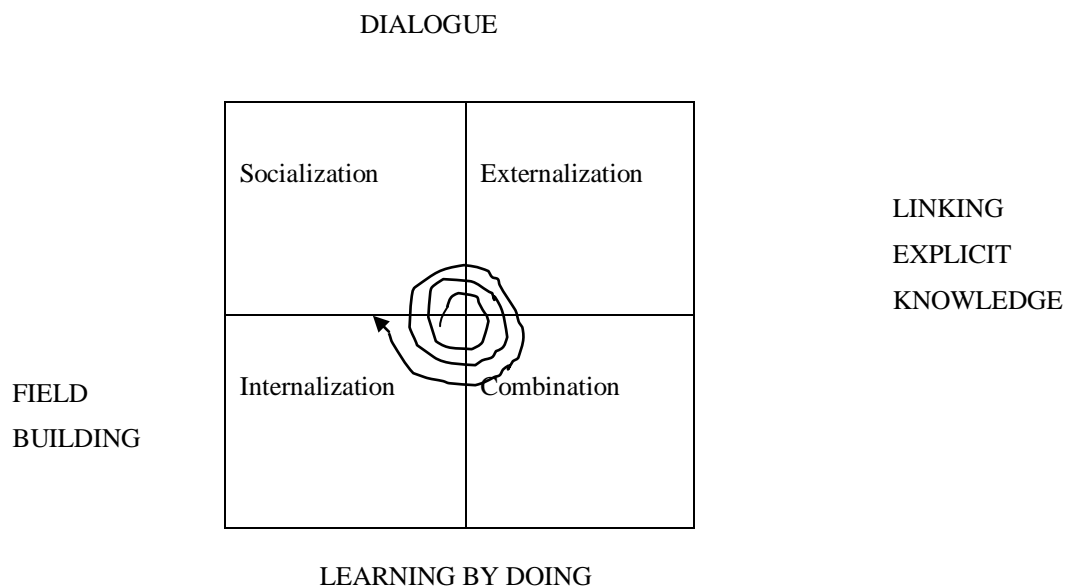 DIALOGUE
Socialization
Externalization
LINKING
EXPLICIT
KNOWLEDGE
Internalization
Combination
FIELD
BUILDING
LEARNING BY DOING